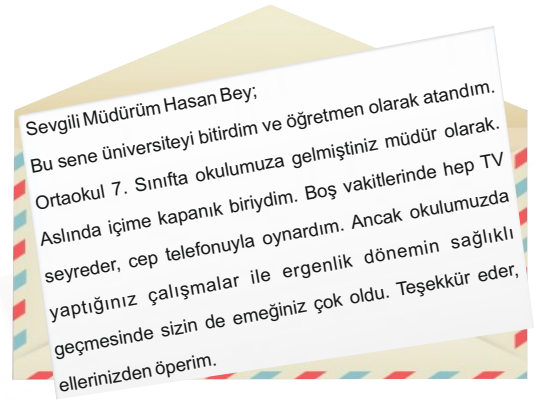 Sevgili Müdürüm Hasan Bey;
Bu sene üniversiteyi bitirdim ve öğretmen olarak atandım.
Ortaokul 7. Sınıfta okulumuza gelmiştiniz müdür olarak.
Aslında içime kapanık biriydim. Boş vakitlerinde hep TV
seyreder, cep telefonuyla oynardım. Ancak okulumuzda
yaptığınız çalışmalar ile ergenlik dönemin sağlıklı
geçmesinde sizin de emeğiniz çok oldu. Teşekkür eder,
ellerinizden öperim.